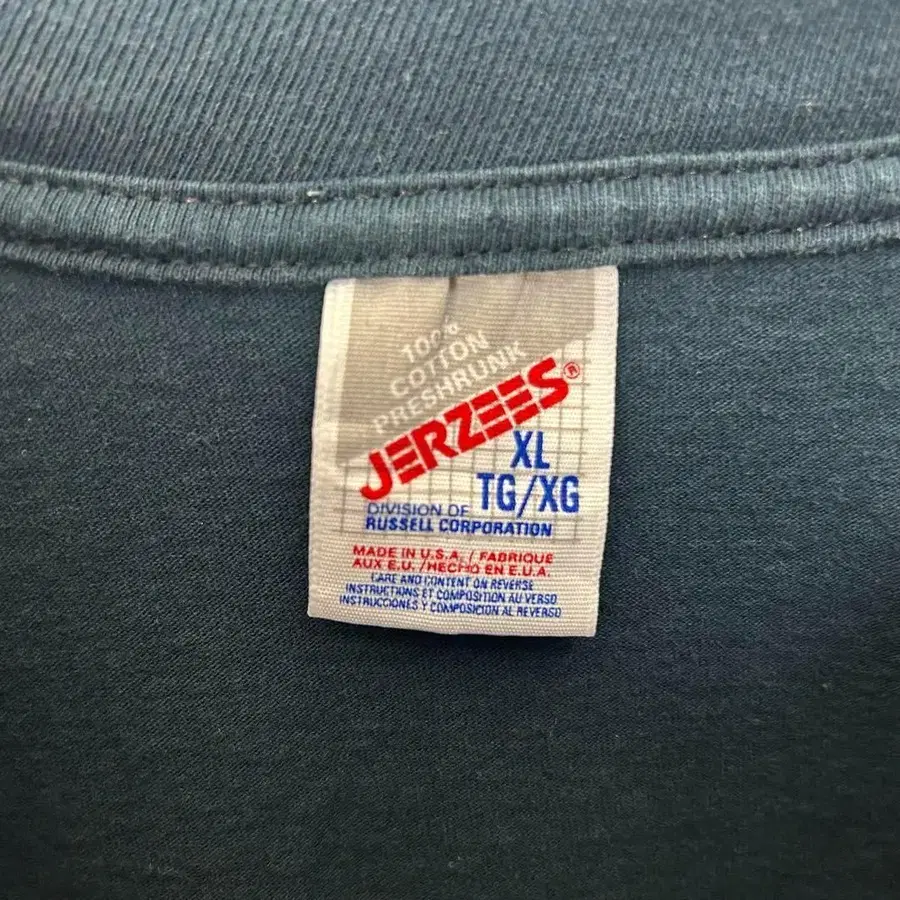 100% COTTON
PRESHRUNK
JERZEES®
XL
TG/XG
DIVISION OF
RUSSELL CORPORATION
MADE IN U.S.A. / FABRIQUE
AUX E.U. / HECHO EN E.U.A.
CARE AND CONTENT ON REVERSE
INSTRUCTIONS ET COMPOSITION AU VERSO
INSTRUCCIONES Y COMPOSICION AL REVERSO